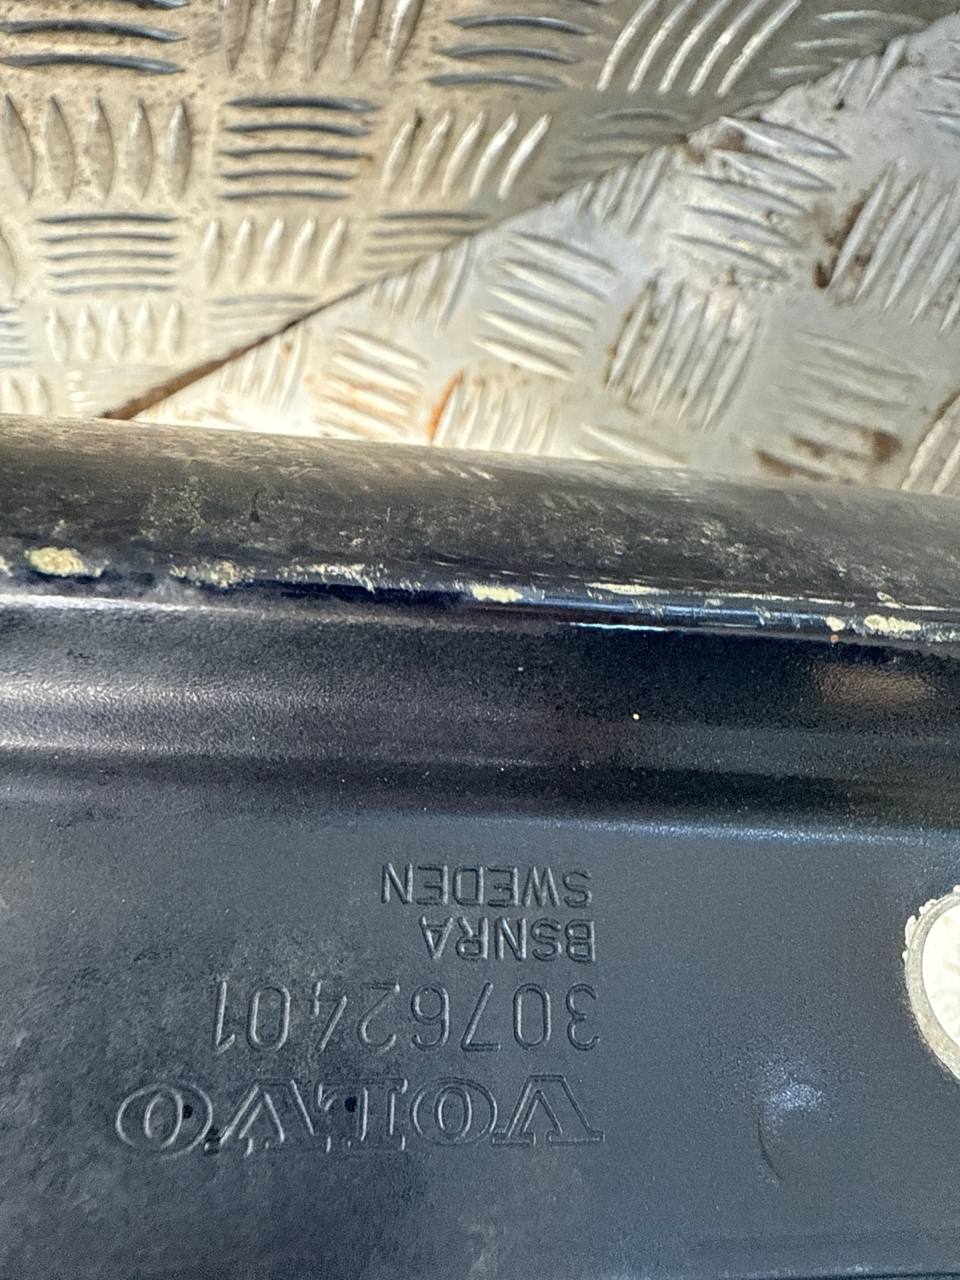 VOLVO
30762401
BSNRA
SWEDEN